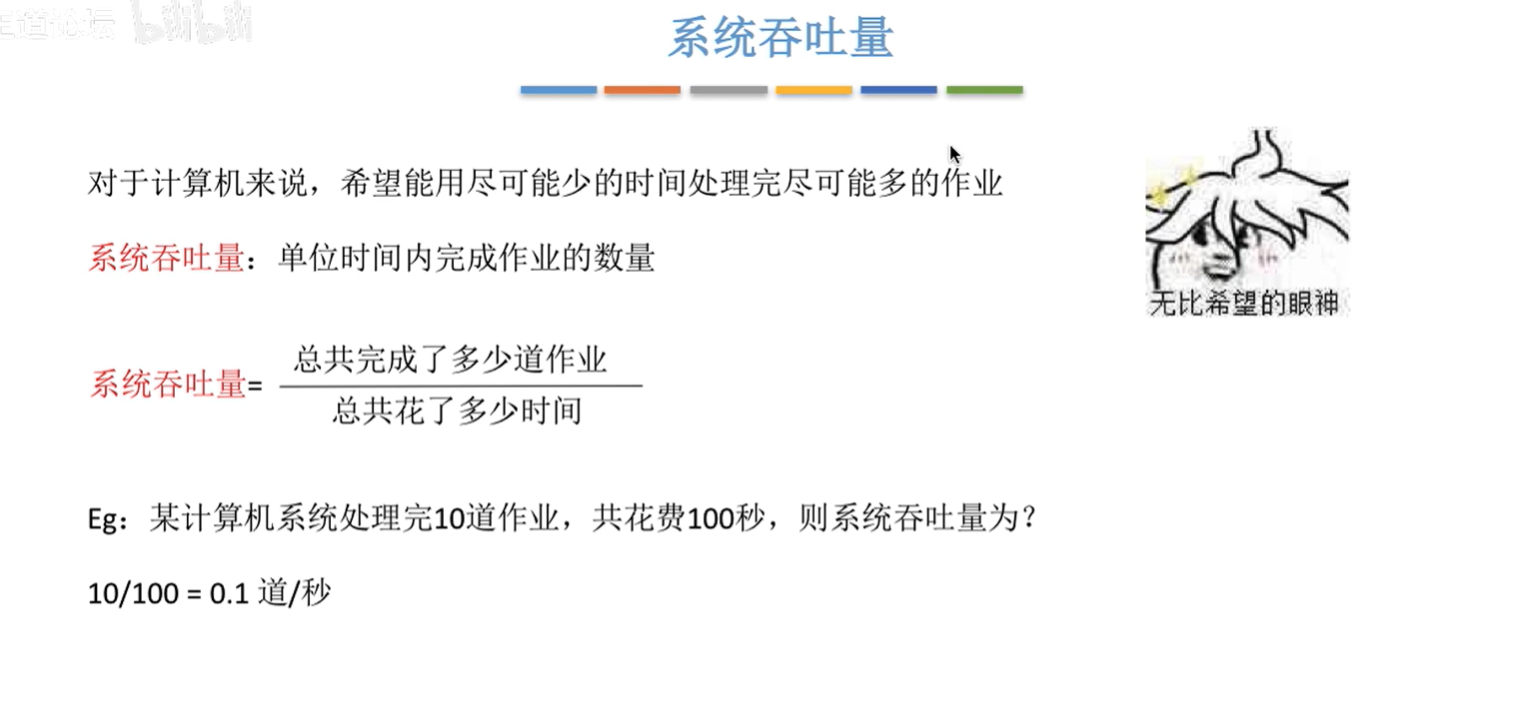 王道论坛 bilibili
系统吞吐量
对于计算机来说，希望能用尽可能少的时间处理完尽可能多的作业
系统吞吐量：单位时间内完成作业的数量
无比希望的眼神
系统吞吐量= 总共完成了多少道作业
总共花了多少时间
Eg：某计算机系统处理完10道作业，共花费100秒，则系统吞吐量为？
10/100 = 0.1 道/秒